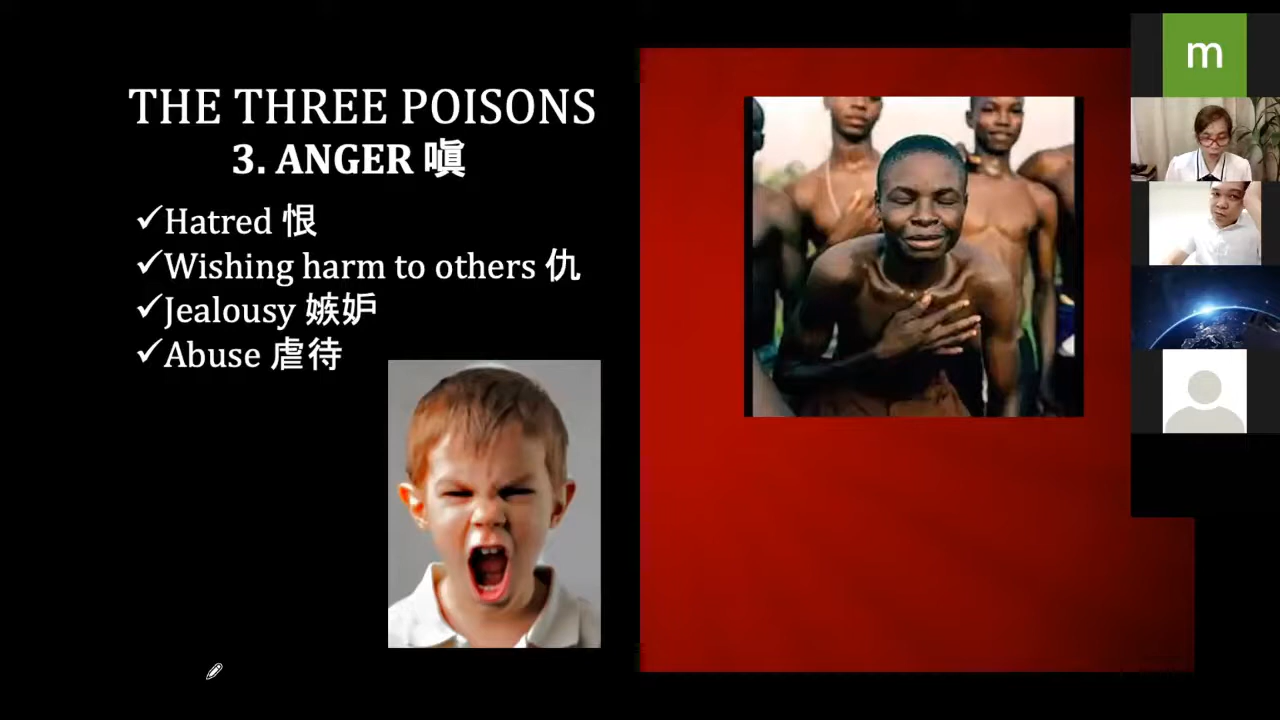 THE THREE POISONS
3. ANGER 嗔
✓Hatred 恨
✓Wishing harm to others 仇
✓Jealousy 嫉妒
✓Abuse 虐待
m